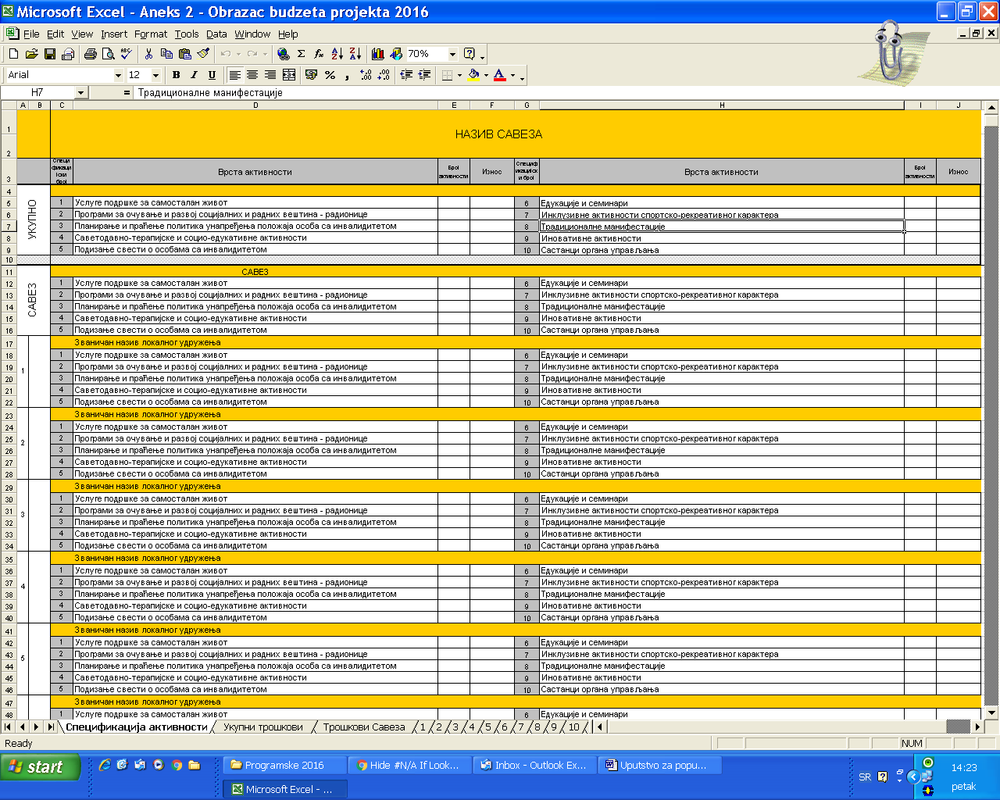 Microsoft Excel - Aneks 2 - Obrazac budzeta projekta 2016
File Edit View Insert Format Tools Data Window Help
70%
Arial 12 B I U
H7 = Традиционалне манифестације
A B C D E F G H I J
1 НАЗИВ САВЕЗА
2
3 Специфика­цијски број Врста активности Број активности Износ Специфика­цијски број Врста активности Број активности Износ
4 УКУПНО
5 1 Услуге подршке за самосталан живот 6 Едукације и семинари
6 2 Програми за очување и развој социјалних и радних вештина - радионице 7 Инклузивне активности спортско-рекреативног карактера
7 3 Планирање и праћење политика унапређења положаја особа са инвалидитетом 8 Традиционалне манифестације
8 4 Саветодавно-терапијске и социо-едукативне активности 9 Иновативне активности
9 5 Подизање свести о особама са инвалидитетом 10 Састанци органа управљања
10
11 САВЕЗ САВЕЗ
12 1 Услуге подршке за самосталан живот 6 Едукације и семинари
13 2 Програми за очување и развој социјалних и радних вештина - радионице 7 Инклузивне активности спортско-рекреативног карактера
14 3 Планирање и праћење политика унапређења положаја особа са инвалидитетом 8 Традиционалне манифестације
15 4 Саветодавно-терапијске и социо-едукативне активности 9 Иновативне активности
16 5 Подизање свести о особама са инвалидитетом 10 Састанци органа управљања
17 1 Званичан назив локалног удружења
18 1 Услуге подршке за самосталан живот 6 Едукације и семинари
19 2 Програми за очување и развој социјалних и радних вештина - радионице 7 Инклузивне активности спортско-рекреативног карактера
20 3 Планирање и праћење политика унапређења положаја особа са инвалидитетом 8 Традиционалне манифестације
21 4 Саветодавно-терапијске и социо-едукативне активности 9 Иновативне активности
22 5 Подизање свести о особама са инвалидитетом 10 Састанци органа управљања
23 2 Званичан назив локалног удружења
24 1 Услуге подршке за самосталан живот 6 Едукације и семинари
25 2 Програми за очување и развој социјалних и радних вештина - радионице 7 Инклузивне активности спортско-рекреативног карактера
26 3 Планирање и праћење политика унапређења положаја особа са инвалидитетом 8 Традиционалне манифестације
27 4 Саветодавно-терапијске и социо-едукативне активности 9 Иновативне активности
28 5 Подизање свести о особама са инвалидитетом 10 Састанци органа управљања
29 3 Званичан назив локалног удружења
30 1 Услуге подршке за самосталан живот 6 Едукације и семинари
31 2 Програми за очување и развој социјалних и радних вештина - радионице 7 Инклузивне активности спортско-рекреативног карактера
32 3 Планирање и праћење политика унапређења положаја особа са инвалидитетом 8 Традиционалне манифестације
33 4 Саветодавно-терапијске и социо-едукативне активности 9 Иновативне активности
34 5 Подизање свести о особама са инвалидитетом 10 Састанци органа управљања
35 4 Званичан назив локалног удружења
36 1 Услуге подршке за самосталан живот 6 Едукације и семинари
37 2 Програми за очување и развој социјалних и радних вештина - радионице 7 Инклузивне активности спортско-рекреативног карактера
38 3 Планирање и праћење политика унапређења положаја особа са инвалидитетом 8 Традиционалне манифестације
39 4 Саветодавно-терапијске и социо-едукативне активности 9 Иновативне активности
40 5 Подизање свести о особама са инвалидитетом 10 Састанци органа управљања
41 5 Званичан назив локалног удружења
42 1 Услуге подршке за самосталан живот 6 Едукације и семинари
43 2 Програми за очување и развој социјалних и радних вештина - радионице 7 Инклузивне активности спортско-рекреативног карактера
44 3 Планирање и праћење политика унапређења положаја особа са инвалидитетом 8 Традиционалне манифестације
45 4 Саветодавно-терапијске и социо-едукативне активности 9 Иновативне активности
46 5 Подизање свести о особама са инвалидитетом 10 Састанци органа управљања
47 Званичан назив локалног удружења
48 1 Услуге подршке за самосталан живот 6 Едукације и семинари
Спецификација активности Укупни трошкови Трошкови Савеза 1 2 3 4 5 6 7 8 9 10
Ready NUM
start Programske 2016 Hide #N/A If Look... Inbox - Outlook Ex... Uputstvo za popu... SR 14:23
Microsoft Excel - ... petak